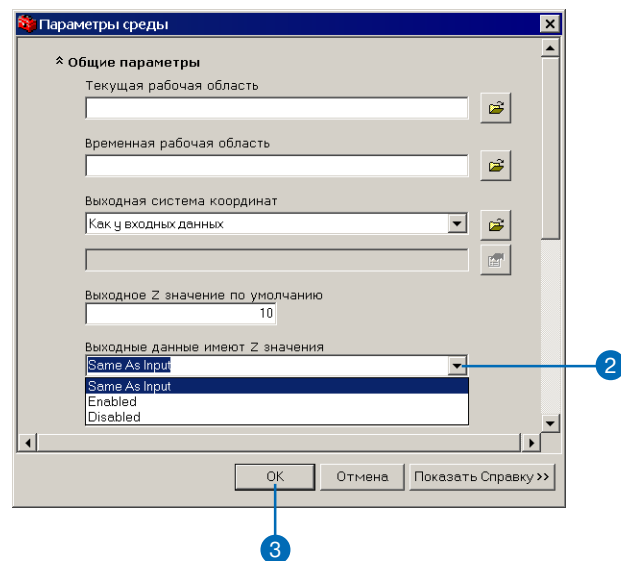 Параметры среды
Общие параметры
Текущая рабочая область
Временная рабочая область
Выходная система координат
Как у входных данных
Выходное Z значение по умолчанию
10
Выходные данные имеют Z значения
Same As Input
2
Same As Input
Enabled
Disabled
OK
Отмена
Показать Справку >>
3